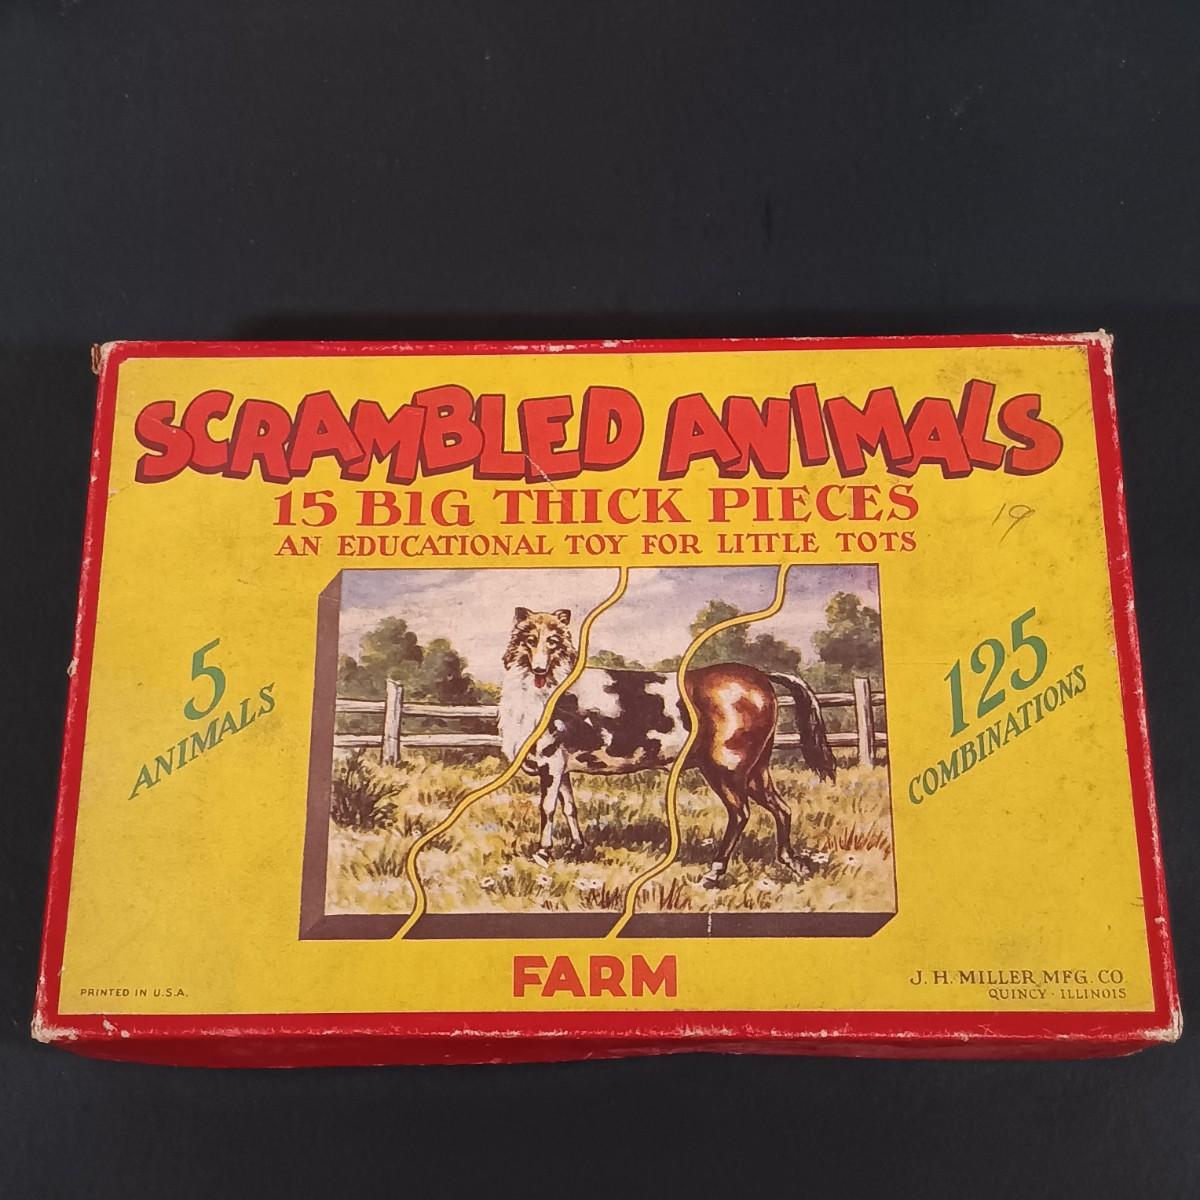 SCRAMBLED ANIMALS
15 BIG THICK PIECES
AN EDUCATIONAL TOY FOR LITTLE TOTS
19
5
ANIMALS
125
COMBINATIONS
FARM
PRINTED IN U.S.A.
J. H. MILLER MFG. CO
QUINCY - ILLINOIS